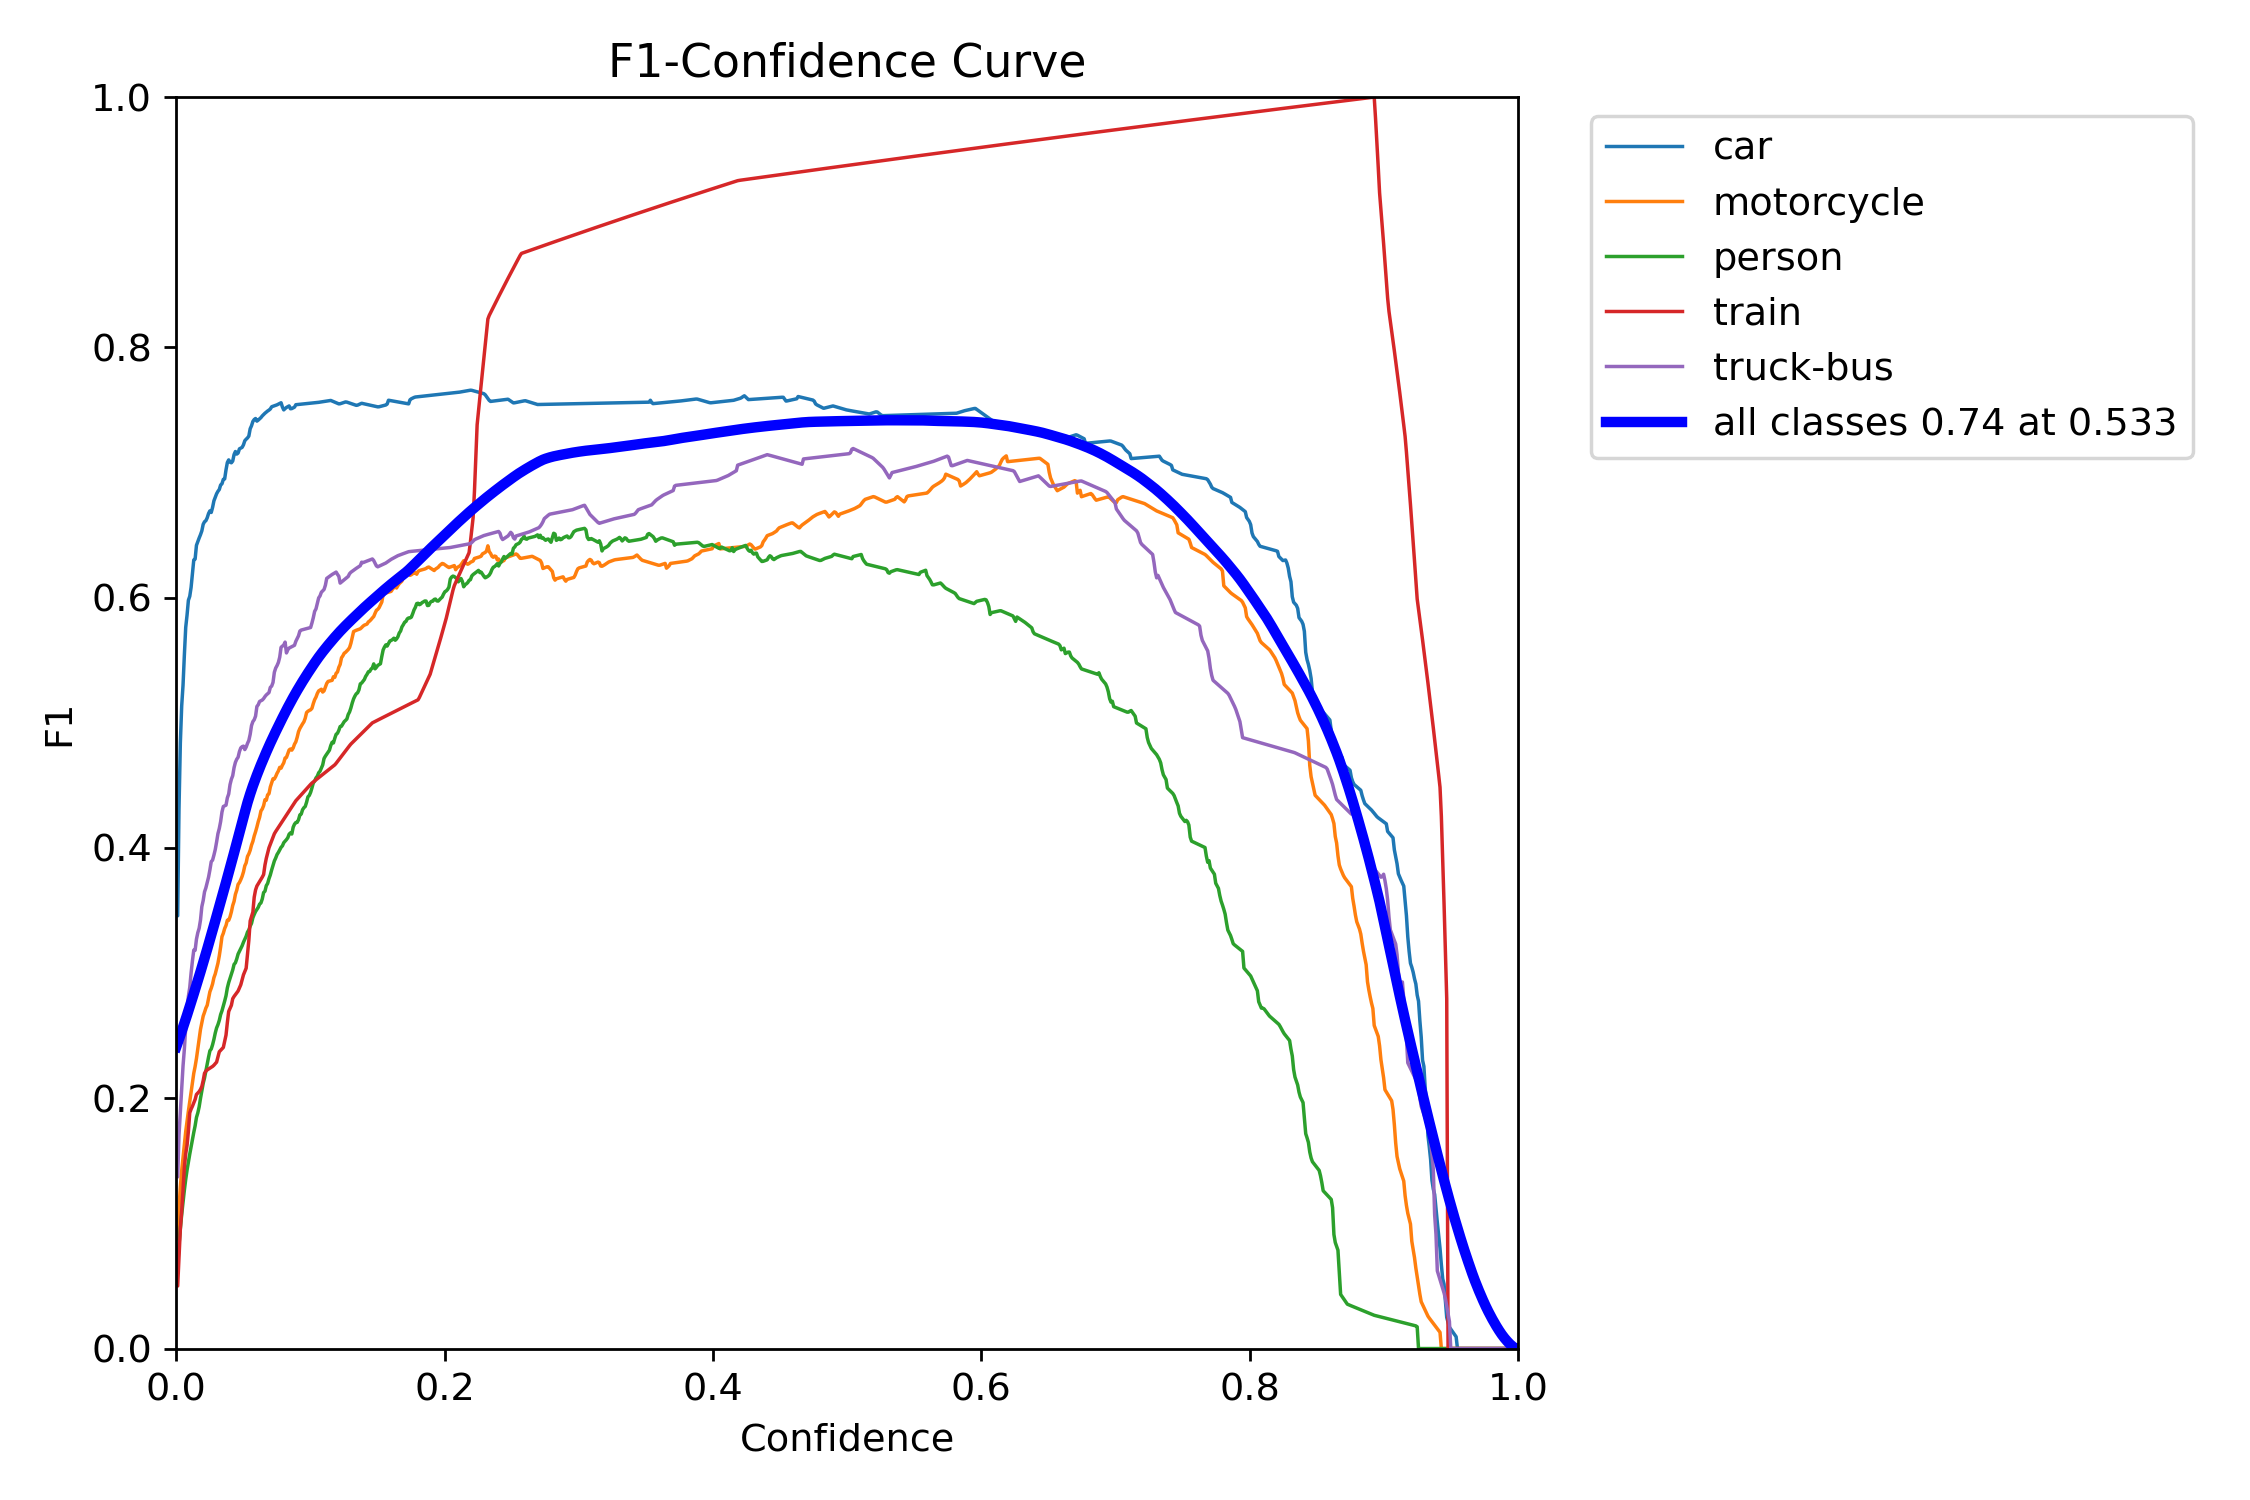 F1-Confidence Curve
1.0
0.8
0.6
0.4
0.2
0.0
F1
0.0 0.2 0.4 0.6 0.8 1.0
Confidence
car
motorcycle
person
train
truck-bus
all classes 0.74 at 0.533